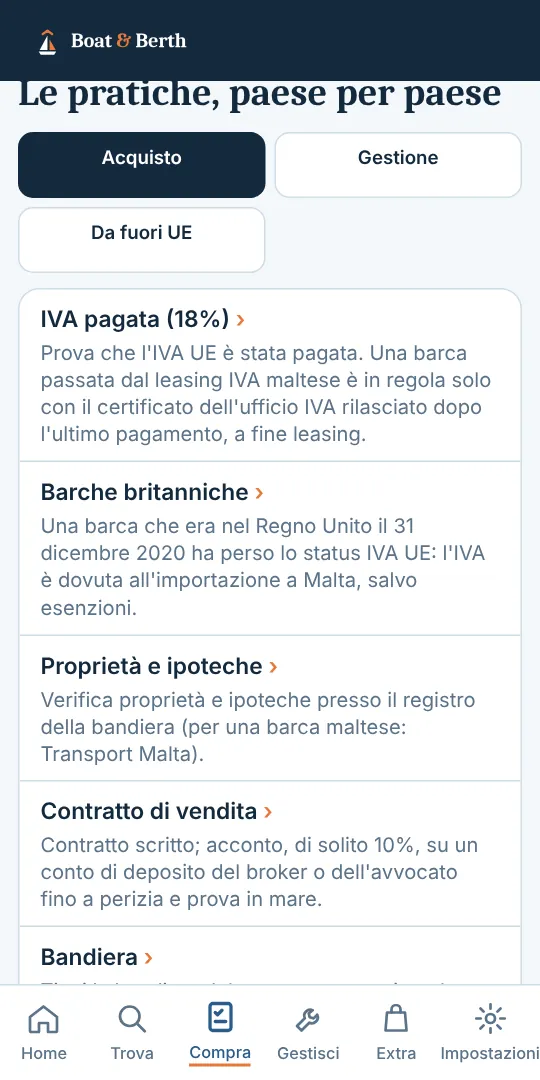 Boat & Berth
Le pratiche, paese per paese
Acquisto
Gestione
Da fuori UE
IVA pagata (18%) ›
Prova che l'IVA UE è stata pagata. Una barca
passata dal leasing IVA maltese è in regola solo
con il certificato dell'ufficio IVA rilasciato dopo
l'ultimo pagamento, a fine leasing.
Barche britanniche ›
Una barca che era nel Regno Unito il 31
dicembre 2020 ha perso lo status IVA UE: l'IVA
è dovuta all'importazione a Malta, salvo
esenzioni.
Proprietà e ipoteche ›
Verifica proprietà e ipoteche presso il registro
della bandiera (per una barca maltese:
Transport Malta).
Contratto di vendita ›
Contratto scritto; acconto, di solito 10%, su un
conto di deposito del broker o dell'avvocato
fino a perizia e prova in mare.
Bandiera ›
Home
Trova
Compra
Gestisci
Extra
Impostazioni